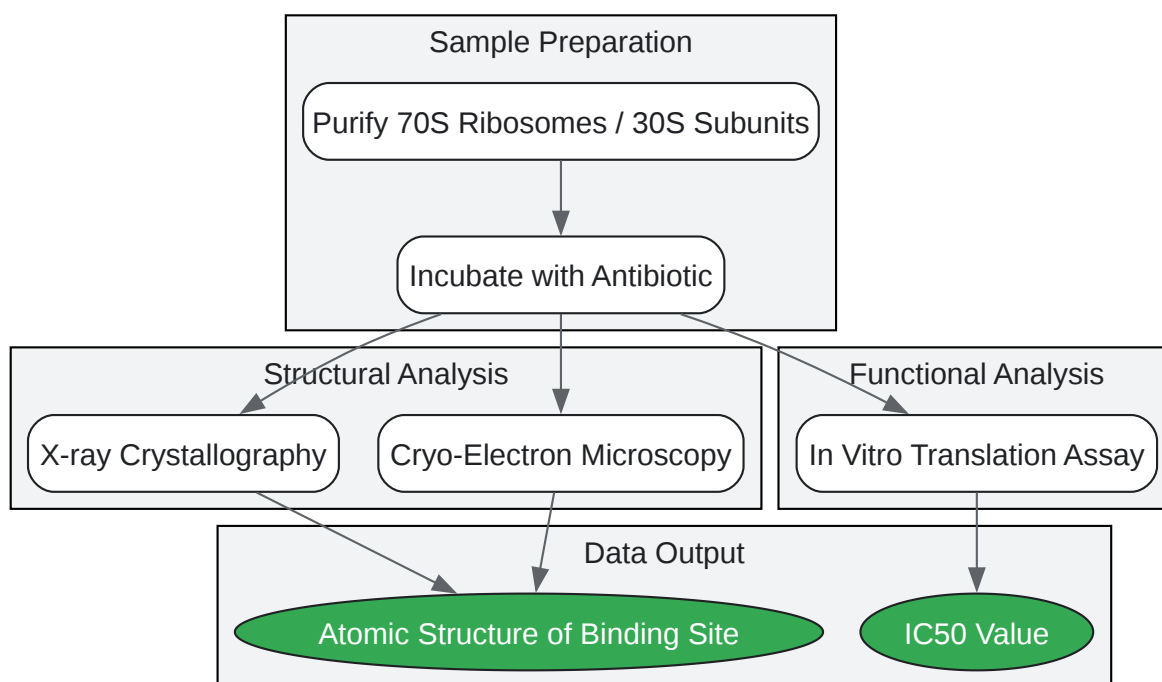 Sample Preparation
Purify 70S Ribosomes / 30S Subunits
Incubate with Antibiotic
Structural Analysis
Functional Analysis
X-ray Crystallography
Cryo-Electron Microscopy
In Vitro Translation Assay
Data Output
Atomic Structure of Binding Site
IC50 Value